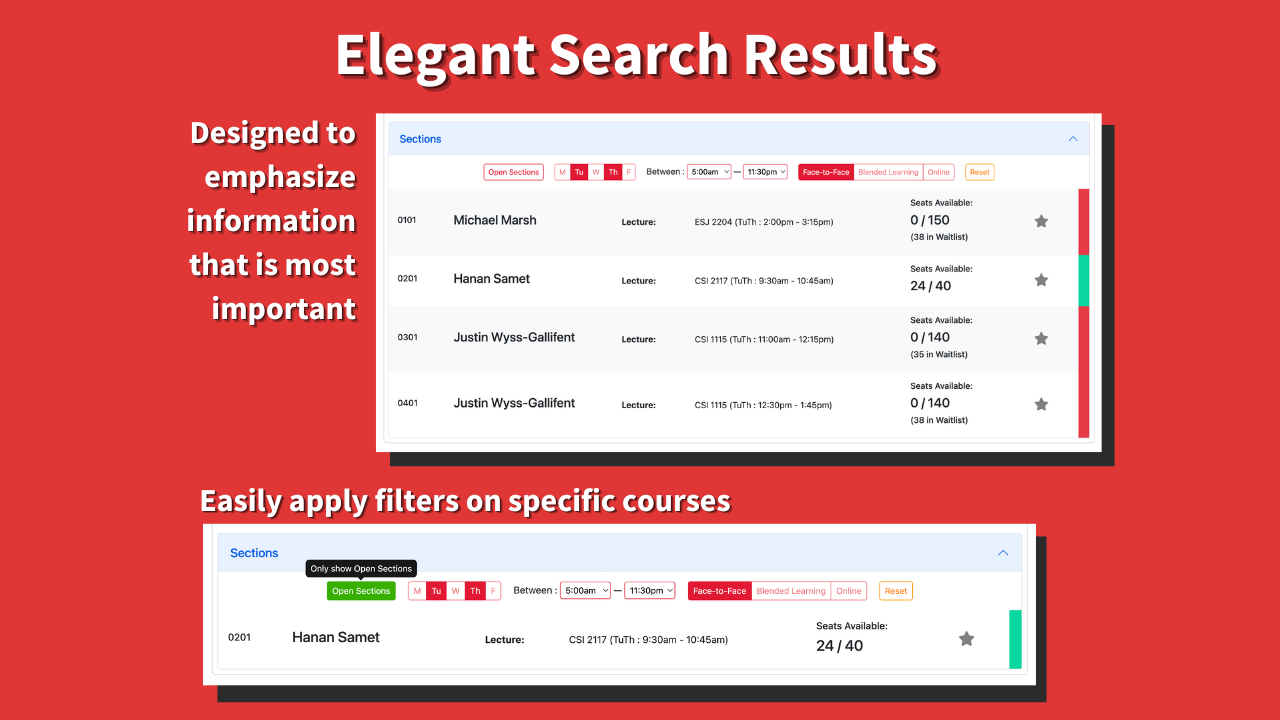 Elegant Search Results
Designed to
emphasize
information
that is most
important
Sections
Open Sections M Tu W Th F Between : 5:00am — 11:30pm Face-to-Face Blended Learning Online Reset
0101 Michael Marsh Lecture: ESJ 2204 (TuTh : 2:00pm - 3:15pm) Seats Available:
0 / 150
(38 in Waitlist)
0201 Hanan Samet Lecture: CSI 2117 (TuTh : 9:30am - 10:45am) Seats Available:
24 / 40
0301 Justin Wyss-Gallifent Lecture: CSI 1115 (TuTh : 11:00am - 12:15pm) Seats Available:
0 / 140
(35 in Waitlist)
0401 Justin Wyss-Gallifent Lecture: CSI 1115 (TuTh : 12:30pm - 1:45pm) Seats Available:
0 / 140
(38 in Waitlist)
Easily apply filters on specific courses
Sections
Only show Open Sections
Open Sections M Tu W Th F Between : 5:00am — 11:30pm Face-to-Face Blended Learning Online Reset
0201 Hanan Samet Lecture: CSI 2117 (TuTh : 9:30am - 10:45am) Seats Available:
24 / 40